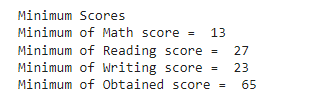 Minimum Scores
Minimum of Math score =  13
Minimum of Reading score =  27
Minimum of Writing score =  23
Minimum of Obtained score =  65